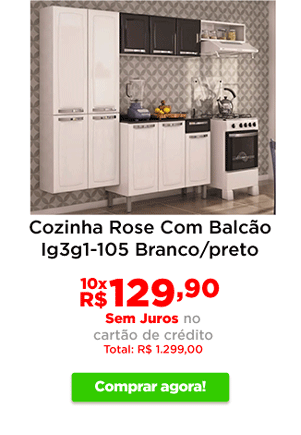 Cozinha Rose Com Balcão
Ig3g1-105 Branco/preto
10x
R$129,90
Sem Juros no
cartão de crédito
Total: R$ 1.299,00
Comprar agora!